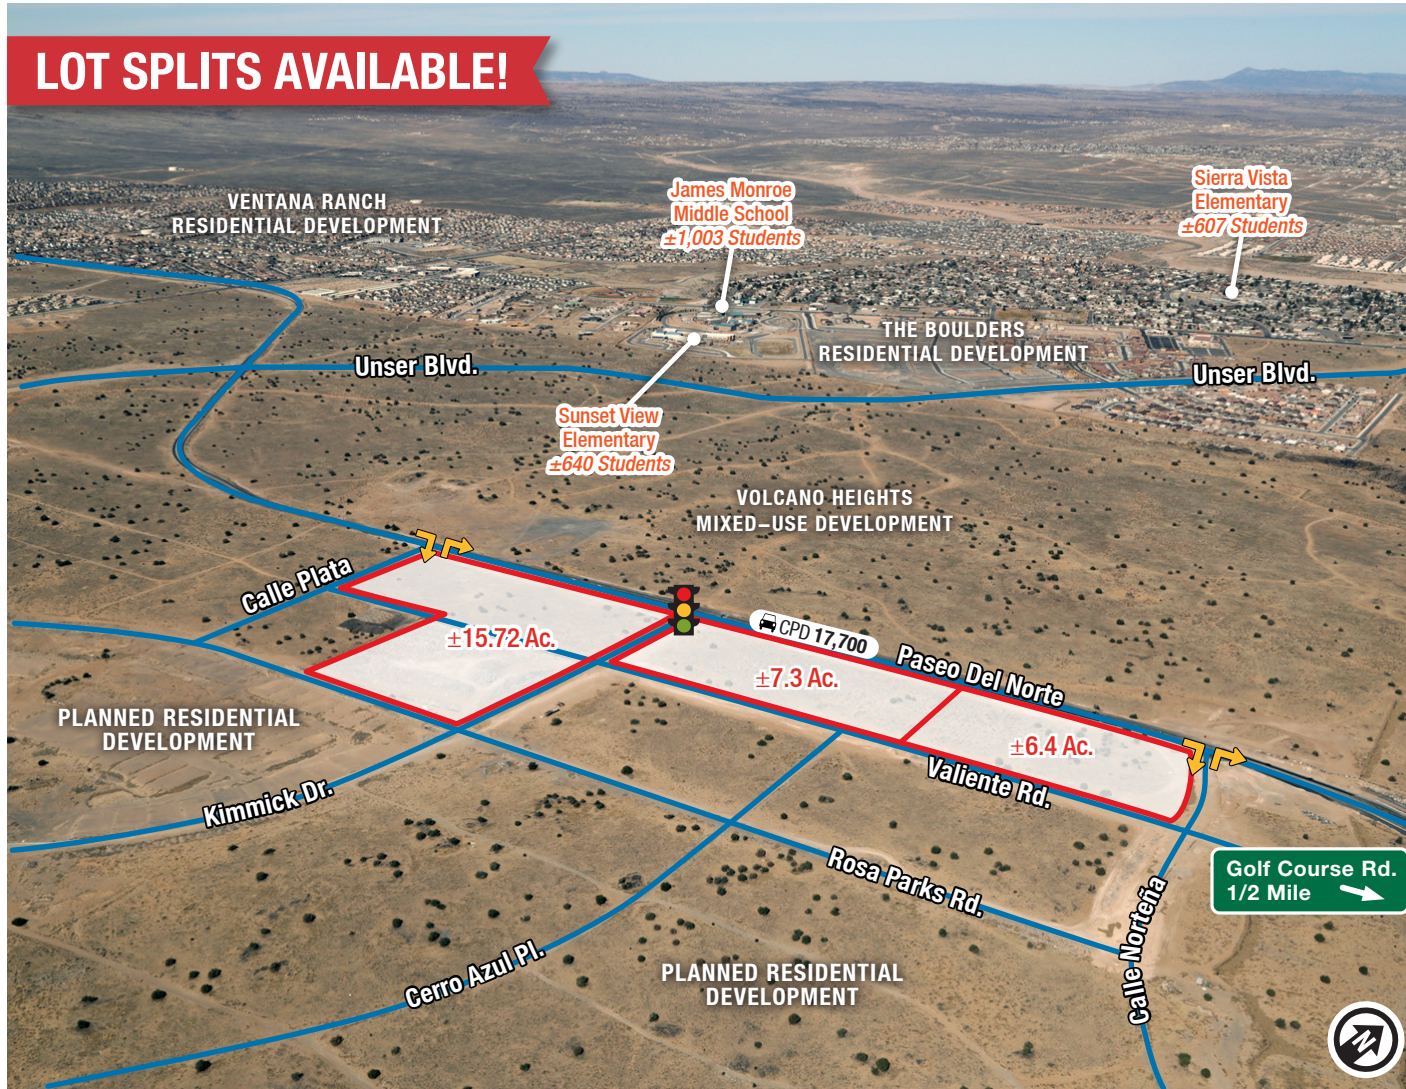 LOT SPLITS AVAILABLE!
VENTANA RANCH
RESIDENTIAL DEVELOPMENT
James Monroe
Middle School
±1,003 Students
Sierra Vista
Elementary
±607 Students
THE BOULDERS
RESIDENTIAL DEVELOPMENT
Unser Blvd.
Unser Blvd.
Sunset View
Elementary
±640 Students
VOLCANO HEIGHTS
MIXED–USE DEVELOPMENT
Calle Plata
±15.72 Ac.
CPD 17,700
Paseo Del Norte
±7.3 Ac.
±6.4 Ac.
PLANNED RESIDENTIAL
DEVELOPMENT
Valiente Rd.
Kimmick Dr.
Rosa Parks Rd.
Golf Course Rd.
1/2 Mile
Calle Norteña
Cerro Azul Pl.
PLANNED RESIDENTIAL
DEVELOPMENT
N